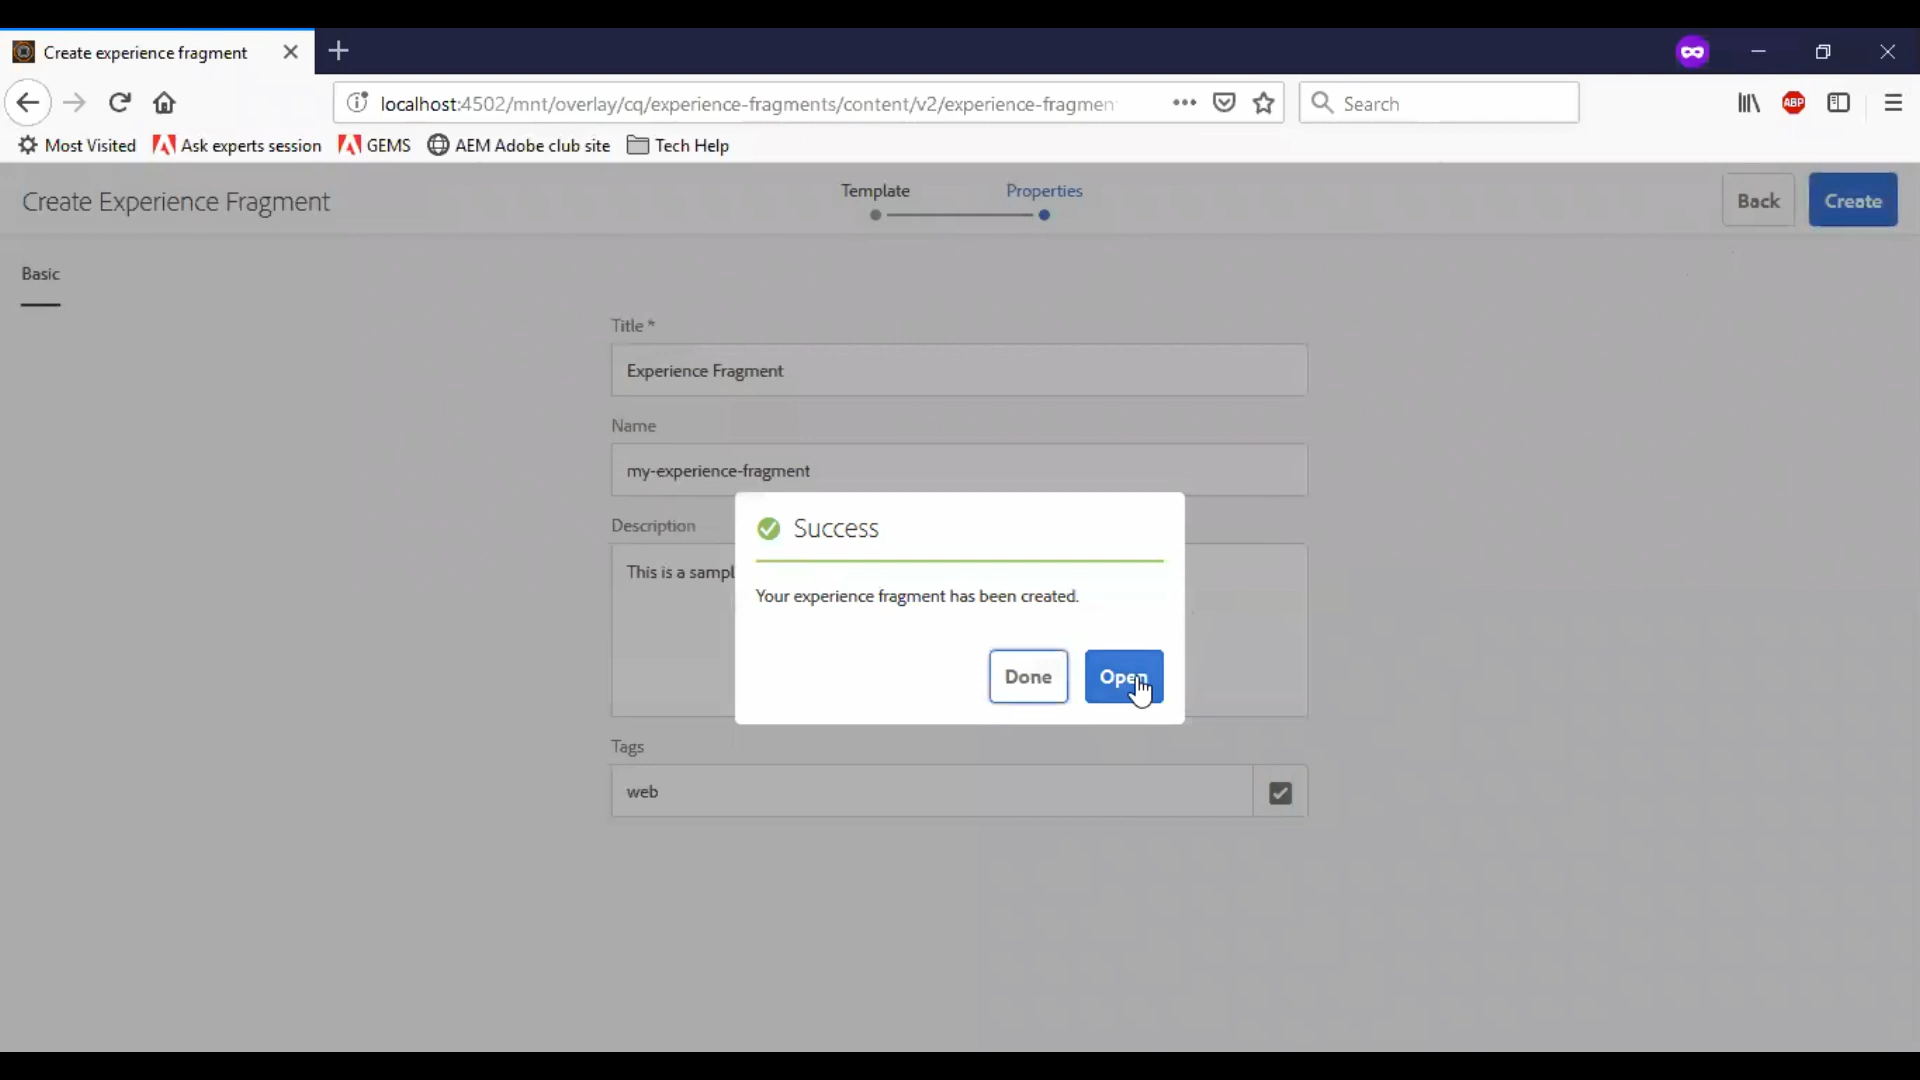 Create experience fragment
localhost:4502/mnt/overlay/cq/experience-fragments/content/v2/experience-fragmen
Search
ABP
Most Visited
Ask experts session
GEMS
AEM Adobe club site
Tech Help
Create Experience Fragment
Template
Properties
Back
Create
Basic
Title *
Experience Fragment
Name
my-experience-fragment
Description
This is a sampl
Success
Your experience fragment has been created.
Done
Open
Tags
web